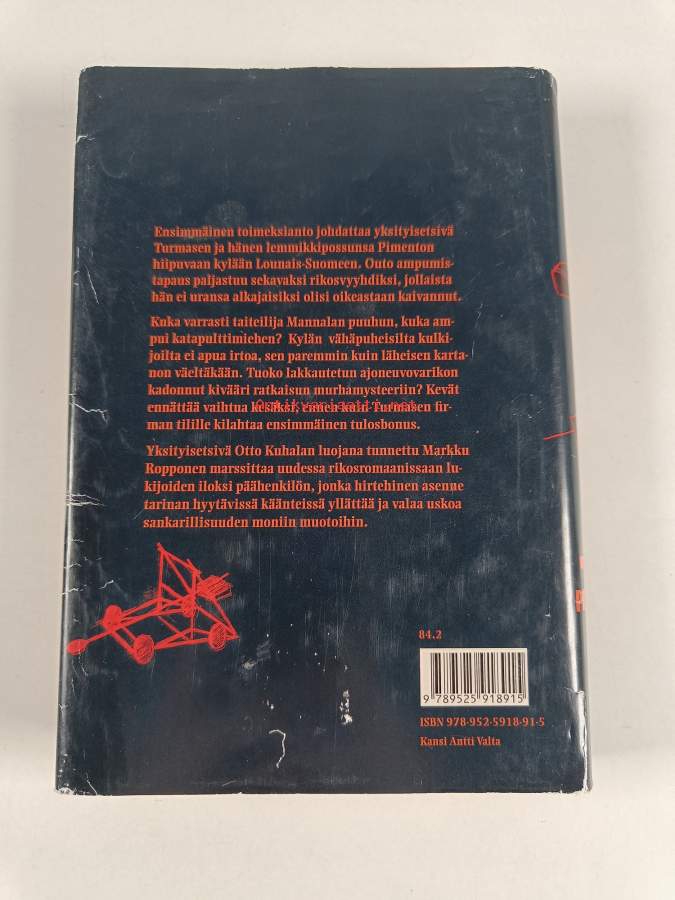 Ensimmäinen toimeksianto johdattaa yksityisetsivä
Turmasen ja hänen lemmikkipossunsa Pimenton
hiipuvaan kylään Lounais-Suomeen. Outo ampumis-
tapaus paljastuu sekavaksi rikosvyyhdiksi, jollaista
hän ei uransa alkajaisiksi olisi oikeastaan kaivannut.
Kuka varrasti taiteilija Mannalan puuhun, kuka am-
pui katapulttimiehen? Kylän vähäpuheisilta kulki-
joilta ei apua irtoa, sen paremmin kuin läheisen karta-
non väeltäkään. Tuoko lakkautetun ajoneuvovarikon
kadonnut kivääri ratkaisun murhamysteeriin? Kevät
ennättää vaihtua kesäksi, ennen kuin Turmasen fir-
man tilille kilahtaa ensimmäinen tulosbonus.
Yksityisetsivä Otto Kuhalan luojana tunnettu Markku
Ropponen marssittaa uudessa rikosromaanissaan lu-
kijoiden iloksi päähenkilön, jonka hirtehinen asenne
tarinan hyytävissä käänteissä yllättää ja valaa uskoa
sankarillisuuden moniin muotoihin.
84.2
9 789525 918915
ISBN 978-952-5918-91-5
Kansi Antti Valta